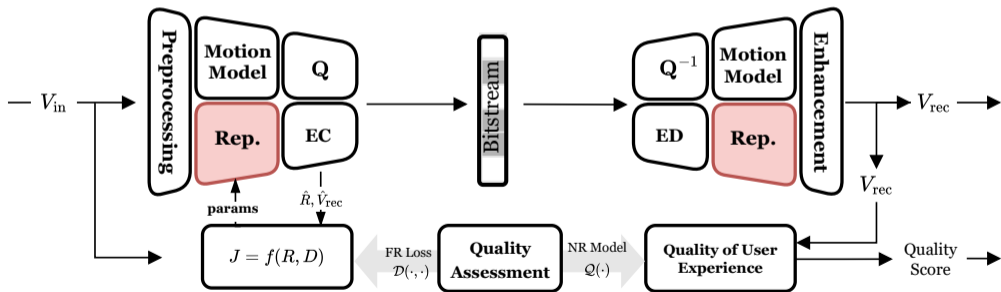 V_in
Preprocessing
Motion
Model
Q
Rep.
EC
Bitstream
Q⁻¹
Motion
Model
ED
Rep.
Enhancement
V_rec
V_rec
params
R̂, V̂_rec
J = f(R, D)
FR Loss
𝒟(·,·)
Quality
Assessment
NR Model
𝒬(·)
Quality of User
Experience
Quality
Score